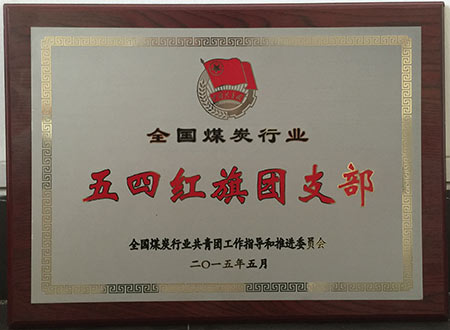 全国煤炭行业
五四红旗团支部
全国煤炭行业共青团工作指导和推进委员会
二〇一五年五月